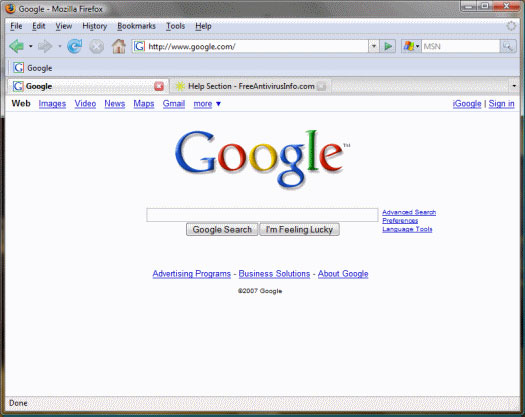 Google - Mozilla Firefox
File Edit View History Bookmarks Tools Help
http://www.google.com/ MSN
Google
Google Help Section - FreeAntivirusInfo.com
Web Images Video News Maps Gmail more ▼ iGoogle | Sign in
Google™
Advanced Search
Preferences
Language Tools
Google Search I'm Feeling Lucky
Advertising Programs - Business Solutions - About Google
©2007 Google
Done